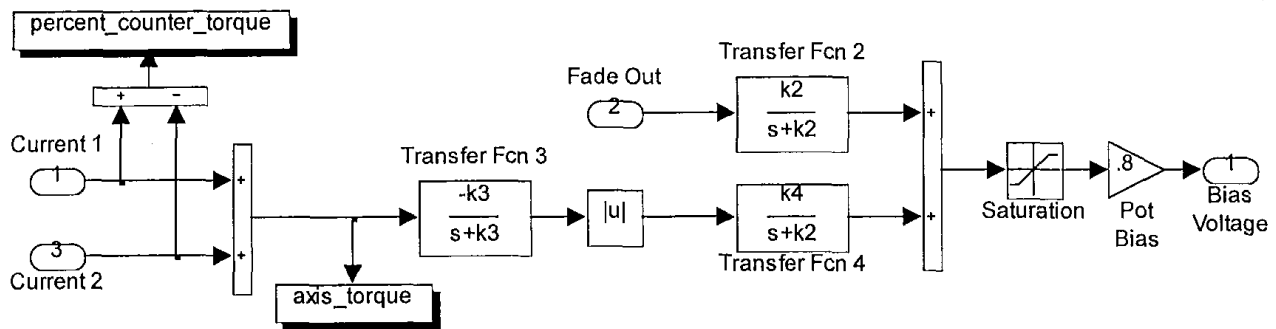 percent_counter_torque
+ -
Current 1
1
+
Current 2
3
+
axis_torque
Transfer Fcn 3
-k3
s+k3
|u|
Fade Out
2
Transfer Fcn 2
k2
s+k2
k4
s+k2
Transfer Fcn 4
+
+
Saturation
.8
Pot
Bias
1
Bias
Voltage